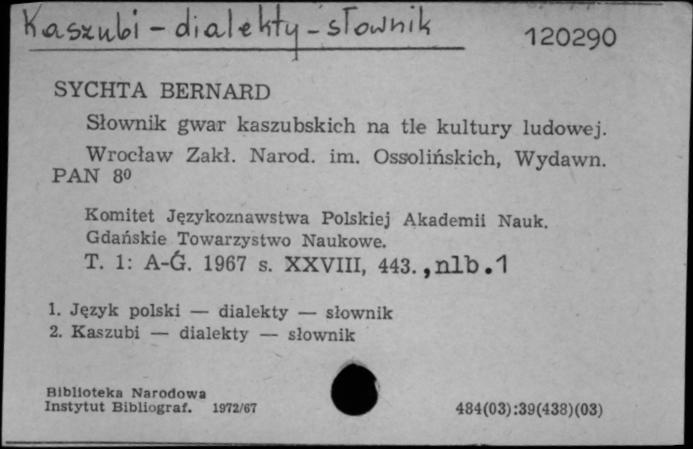 Kaszubi - dialekty - słownik
120290
SYCHTA BERNARD
Słownik gwar kaszubskich na tle kultury ludowej.
Wrocław Zakł. Narod. im. Ossolińskich, Wydawn.
PAN 8º
Komitet Językoznawstwa Polskiej Akademii Nauk.
Gdańskie Towarzystwo Naukowe.
T. 1: A-Ǵ. 1967 s. XXVIII, 443.,nlb.1
1. Język polski — dialekty — słownik
2. Kaszubi — dialekty — słownik
Biblioteka Narodowa
Instytut Bibliograf. 1972/67
484(03):39(438)(03)